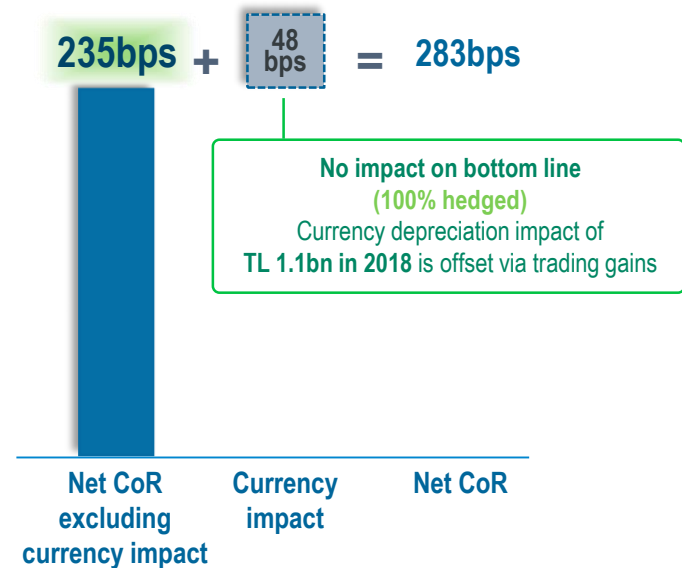 235bps + 48 bps = 283bps
No impact on bottom line
(100% hedged)
Currency depreciation impact of
TL 1.1bn in 2018 is offset via trading gains
Net CoR
excluding
currency impact
Currency
impact
Net CoR